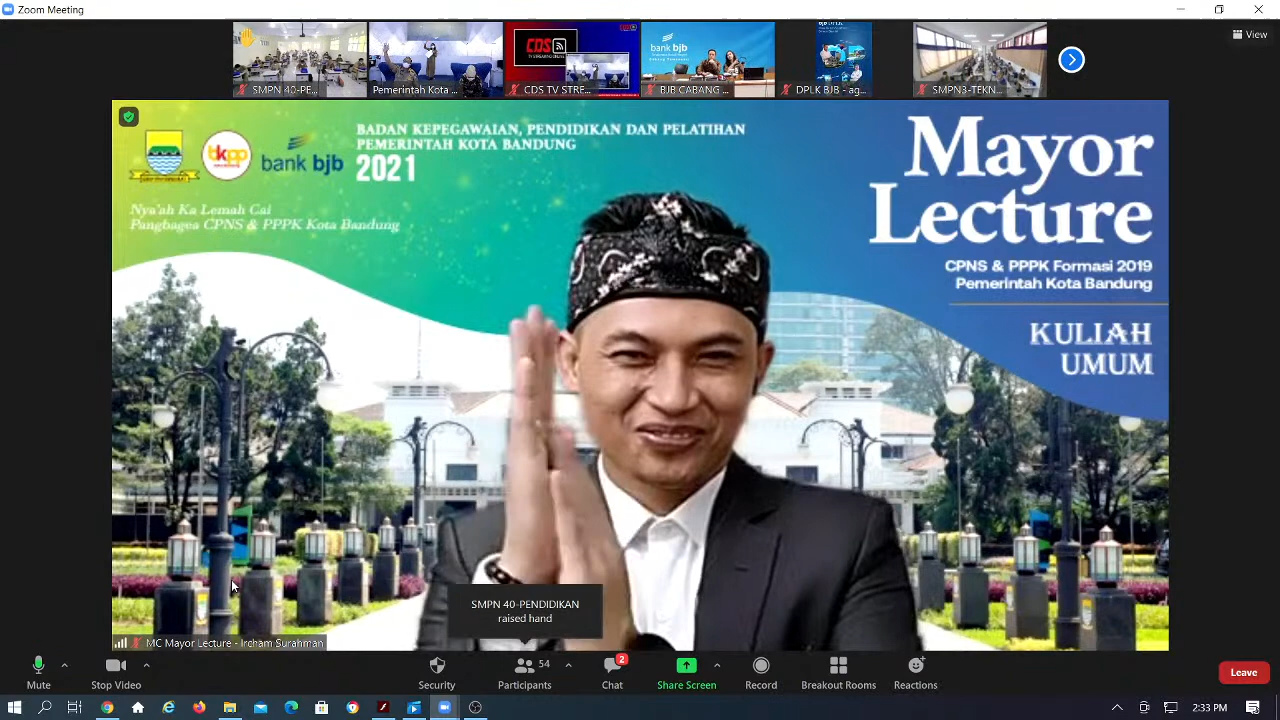 Zoom Meeting
View
CDS
SMPN 40-PE...
Pemerintah Kota ...
CDS TV STRE...
bank bjb
BJB CABANG ...
DPLK BJB - ag...
SMPN3-TEKN...
BADAN KEPEGAWAIAN, PENDIDIKAN DAN PELATIHAN
PEMERINTAH KOTA BANDUNG
2021
bkpp
bank bjb
Nya'ah Ka Lemah Cai
Pangbagea CPNS & PPPK Kota Bandung
Mayor
Lecture
CPNS & PPPK Formasi 2019
Pemerintah Kota Bandung
KULIAH
UMUM
SMPN 40-PENDIDIKAN
raised hand
MC Mayor Lecture - Ircham Surahman
Mute
Stop Video
Security
54
Participants
2
Chat
Share Screen
Record
Breakout Rooms
Reactions
Leave
2:33 PM